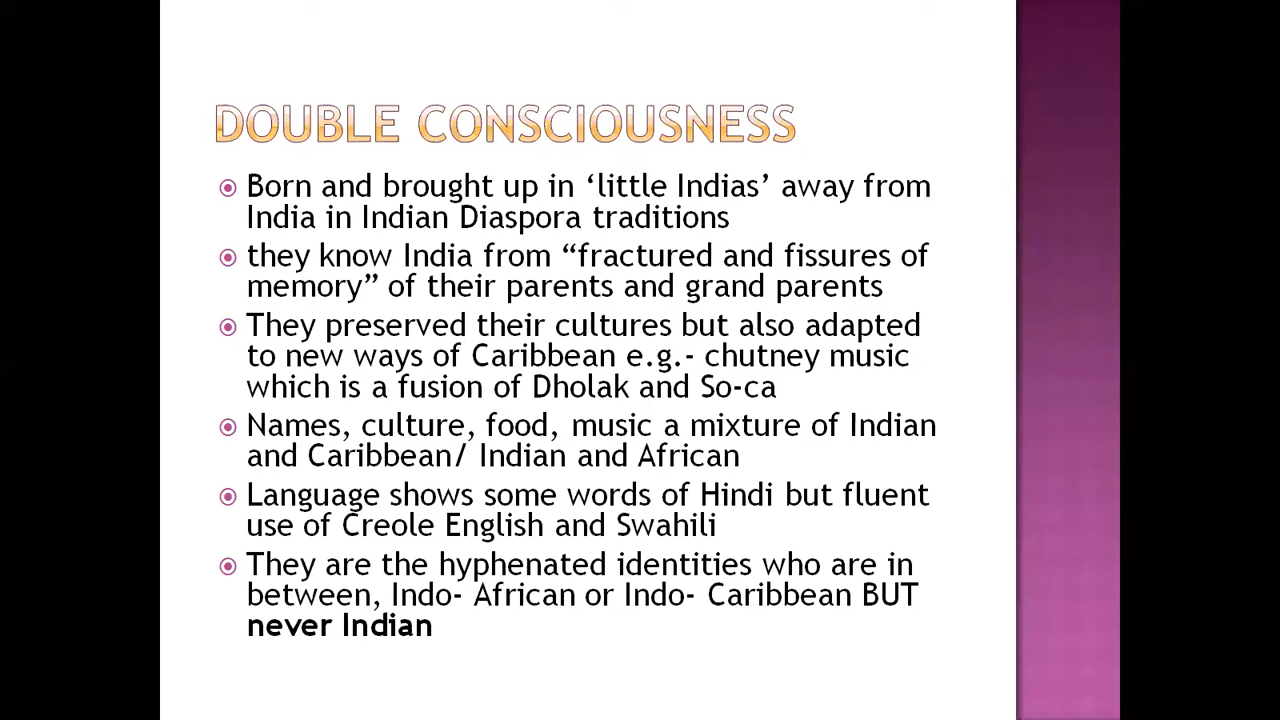 DOUBLE CONSCIOUSNESS
Born and brought up in ‘little Indias’ away from
India in Indian Diaspora traditions
they know India from “fractured and fissures of
memory” of their parents and grand parents
They preserved their cultures but also adapted
to new ways of Caribbean e.g.- chutney music
which is a fusion of Dholak and So-ca
Names, culture, food, music a mixture of Indian
and Caribbean/ Indian and African
Language shows some words of Hindi but fluent
use of Creole English and Swahili
They are the hyphenated identities who are in
between, Indo- African or Indo- Caribbean BUT
never Indian